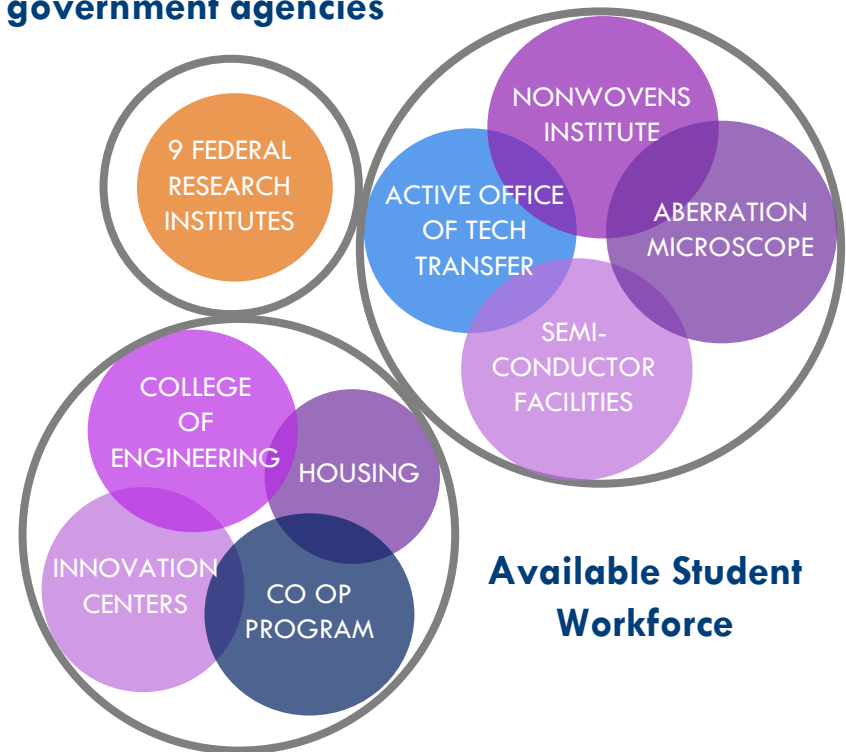 government agencies
9 FEDERAL
RESEARCH
INSTITUTES
NONWOVENS
INSTITUTE
ACTIVE OFFICE
OF TECH
TRANSFER
ABERRATION
MICROSCOPE
SEMI-
CONDUCTOR
FACILITIES
COLLEGE
OF
ENGINEERING
HOUSING
INNOVATION
CENTERS
CO OP
PROGRAM
Available Student
Workforce